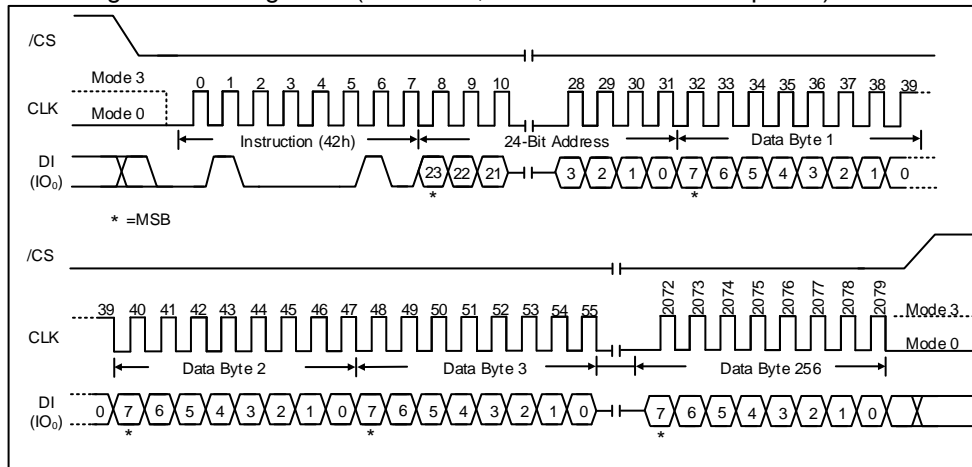 /CS
Mode 3
0 1 2 3 4 5 6 7 8 9 10 28 29 30 31 32 33 34 35 36 37 38 39
CLK
Mode 0
Instruction (42h) 24-Bit Address Data Byte 1
DI
(IO₀)
23 22 21 3 2 1 0 7 6 5 4 3 2 1 0
* *
* =MSB
/CS
39 40 41 42 43 44 45 46 47 48 49 50 51 52 53 54 55 2072 2073 2074 2075 2076 2077 2078 2079
Mode 3
CLK
Mode 0
Data Byte 2 Data Byte 3 Data Byte 256
DI
(IO₀)
0 7 6 5 4 3 2 1 0 7 6 5 4 3 2 1 0 7 6 5 4 3 2 1 0
* * *